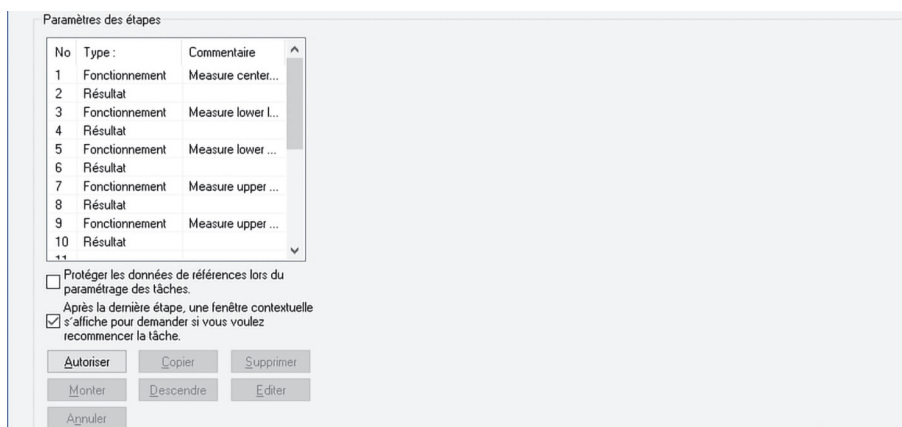 Paramètres des étapes
No Type : Commentaire
1 Fonctionnement Measure center...
2 Résultat
3 Fonctionnement Measure lower l...
4 Résultat
5 Fonctionnement Measure lower ...
6 Résultat
7 Fonctionnement Measure upper ...
8 Résultat
9 Fonctionnement Measure upper ...
10 Résultat
11
Protéger les données de références lors du
paramétrage des tâches.
Après la dernière étape, une fenêtre contextuelle
s'affiche pour demander si vous voulez
recommencer la tâche.
Autoriser Copier Supprimer
Monter Descendre Editer
Annuler